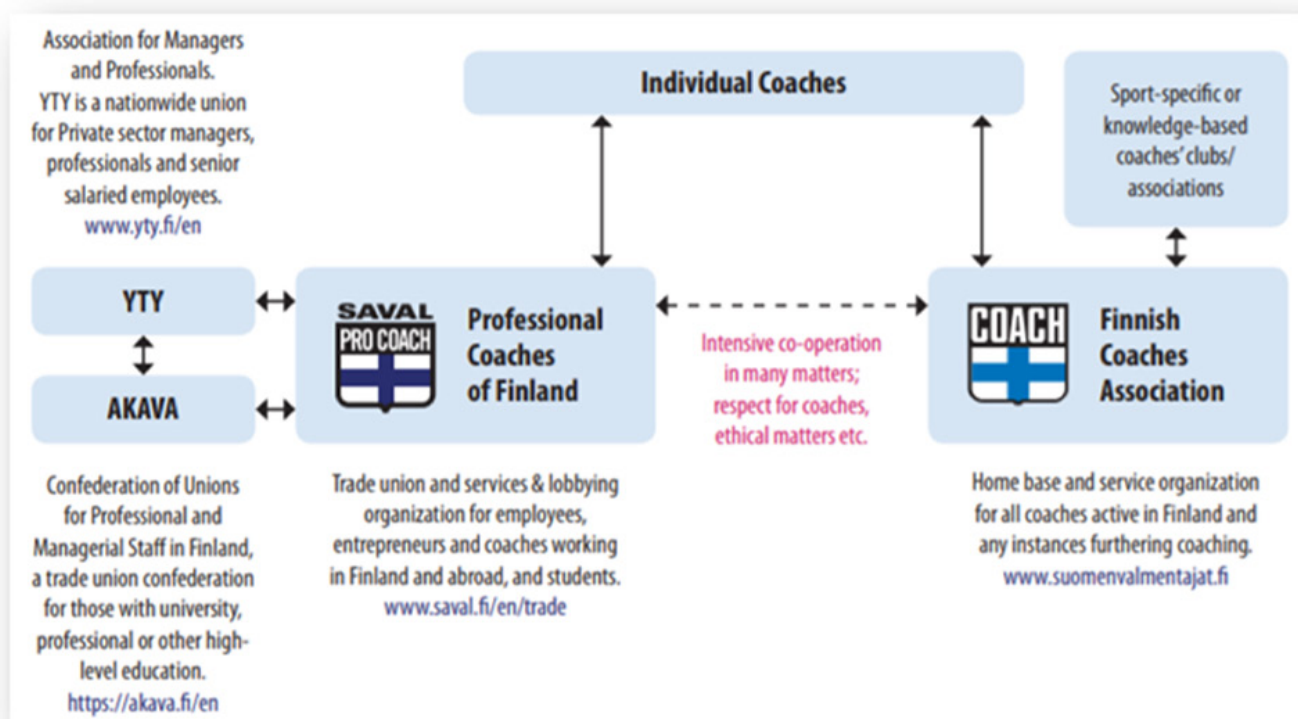 Association for Managers
and Professionals.
YTY is a nationwide union
for Private sector managers,
professionals and senior
salaried employees.
www.yty.fi/en
Individual Coaches
Sport-specific or
knowledge-based
coaches' clubs/
associations
YTY
AKAVA
SAVAL
PRO COACH
Professional
Coaches
of Finland
Intensive co-operation
in many matters;
respect for coaches,
ethical matters etc.
COACH
Finnish
Coaches
Association
Confederation of Unions
for Professional and
Managerial Staff in Finland,
a trade union confederation
for those with university,
professional or other high-
level education.
https://akava.fi/en
Trade union and services & lobbying
organization for employees,
entrepreneurs and coaches working
in Finland and abroad, and students.
www.saval.fi/en/trade
Home base and service organization
for all coaches active in Finland and
any instances furthering coaching.
www.suomenvalmentajat.fi